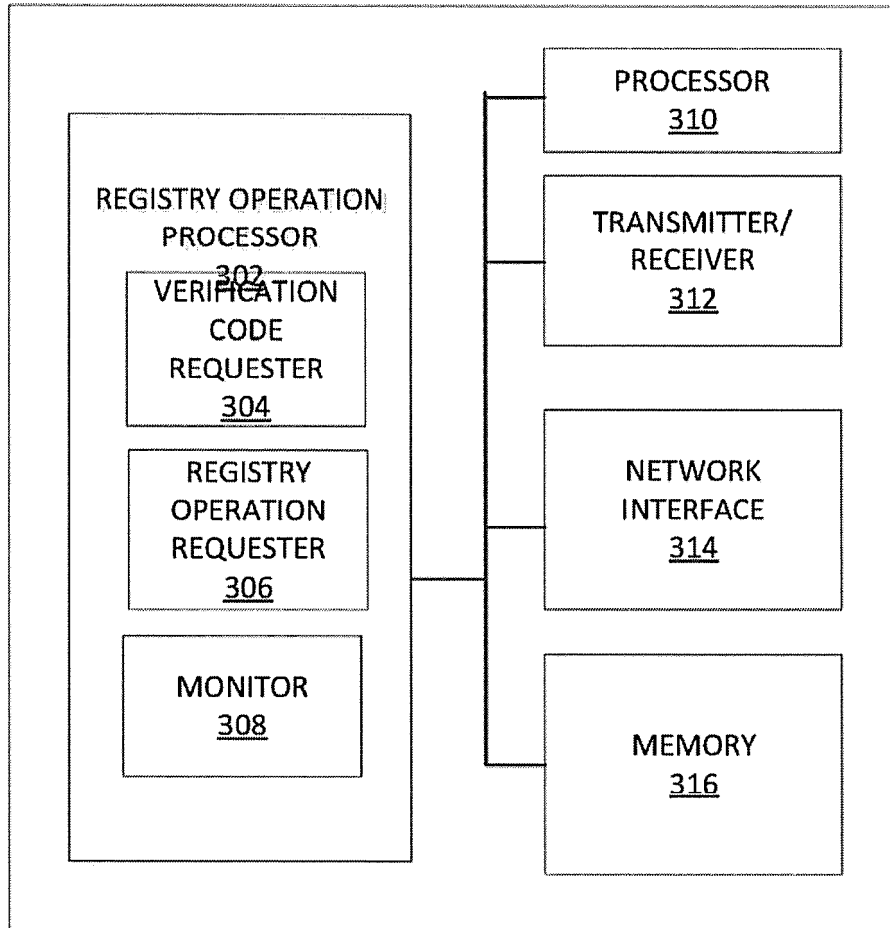 REGISTRY OPERATION
PROCESSOR
302
VERIFICATION
CODE
REQUESTER
304
REGISTRY
OPERATION
REQUESTER
306
MONITOR
308
PROCESSOR
310
TRANSMITTER/
RECEIVER
312
NETWORK
INTERFACE
314
MEMORY
316